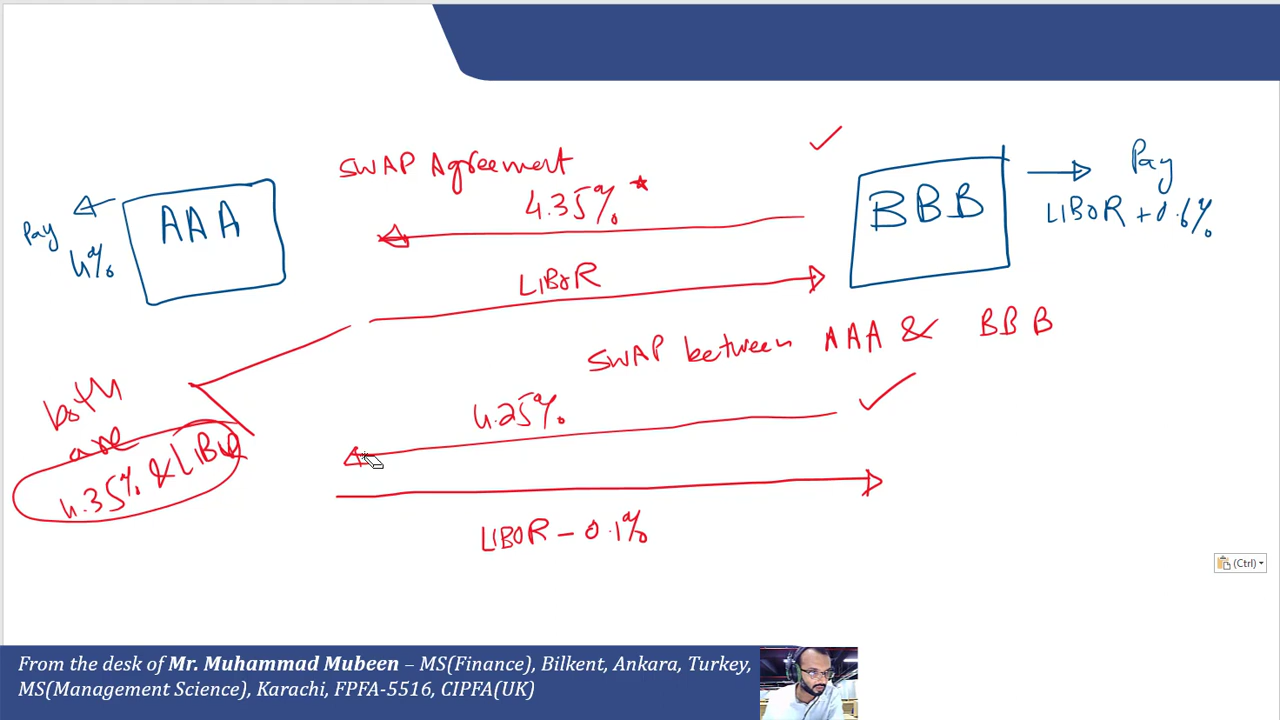 SWAP Agreement
4.35% *
LIBOR
AAA
Pay
4%
BBB
Pay
LIBOR + 0.6%
SWAP between AAA & BBB
both
are
4.35% & LIBOR
4.25%
LIBOR - 0.1%
(Ctrl)
From the desk of Mr. Muhammad Mubeen – MS(Finance), Bilkent, Ankara, Turkey,
MS(Management Science), Karachi, FPFA-5516, CIPFA(UK)